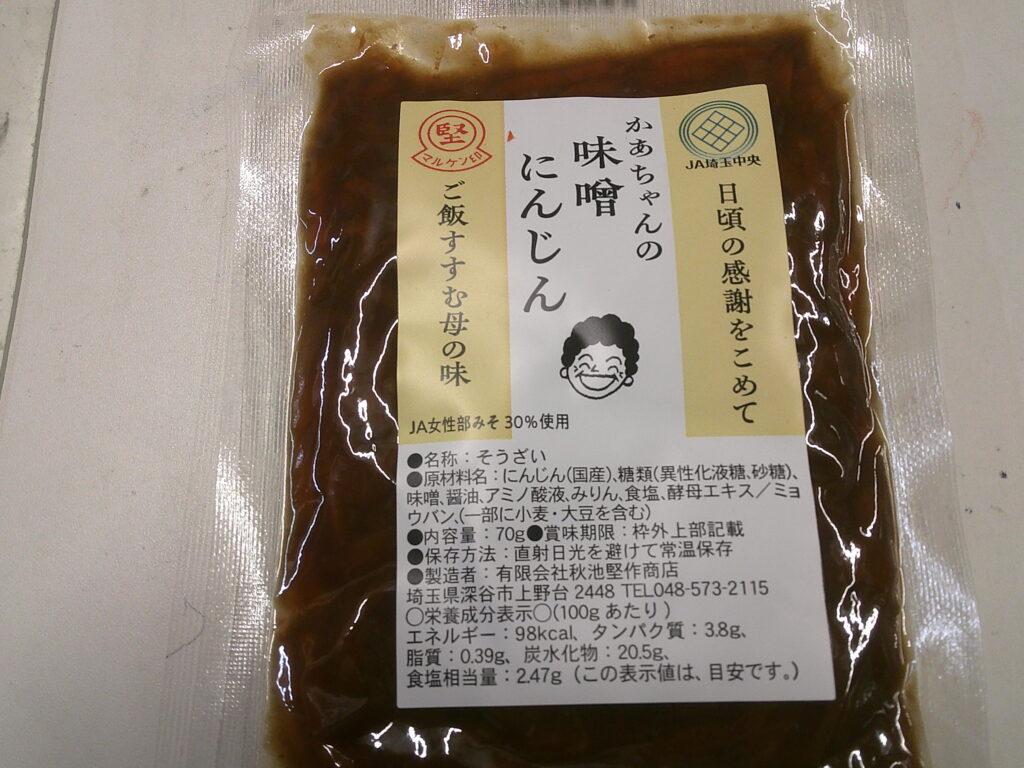 堅
マルケン印
JA埼玉中央
日頃の感謝をこめて
かあちゃんの
味噌
にんじん
ご飯すすむ母の味
JA女性部みそ30%使用
●名称：そうざい
●原材料名：にんじん(国産)､糖類(異性化液糖､砂糖)､
味噌､醤油､アミノ酸液､みりん､食塩､酵母エキス／ミョ
ウバン､(一部に小麦・大豆を含む)
●内容量：70g●賞味期限：枠外上部記載
●保存方法：直射日光を避けて常温保存
●製造者：有限会社秋池堅作商店
埼玉県深谷市上野台 2448 TEL048-573-2115
〇栄養成分表示〇(100g あたり)
エネルギー：98kcal、タンパク質：3.8g、
脂質：0.39g、炭水化物：20.5g、
食塩相当量：2.47g（この表示値は、目安です。）